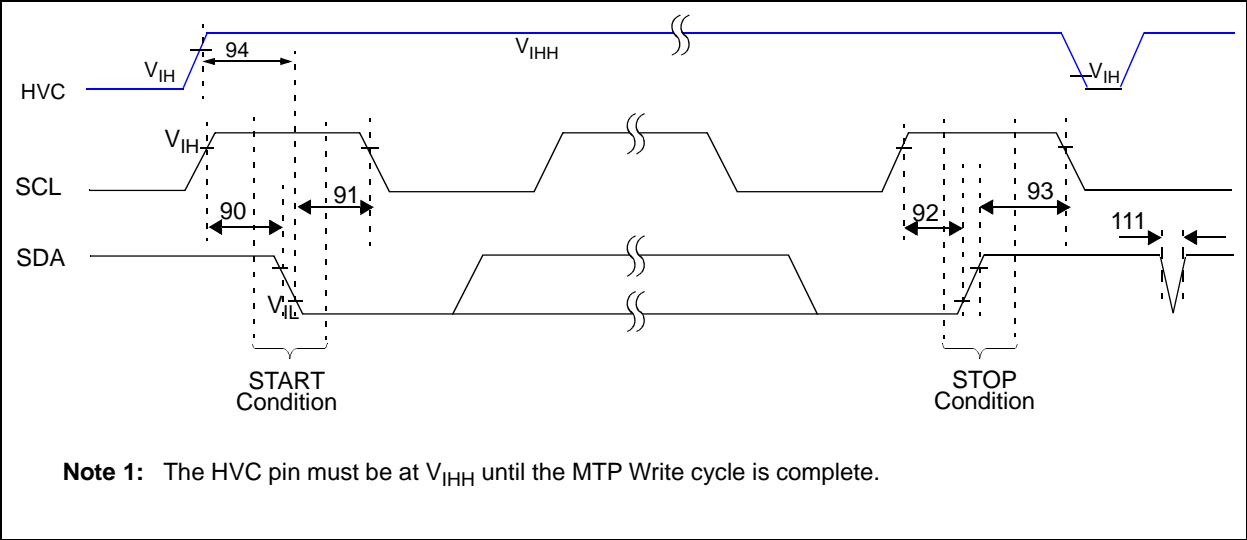 94
VIHH
VIH
VIH
HVC
VIH
SCL
91
93
90
92
111
SDA
VIL
START
Condition
STOP
Condition
Note 1: The HVC pin must be at VIHH until the MTP Write cycle is complete.